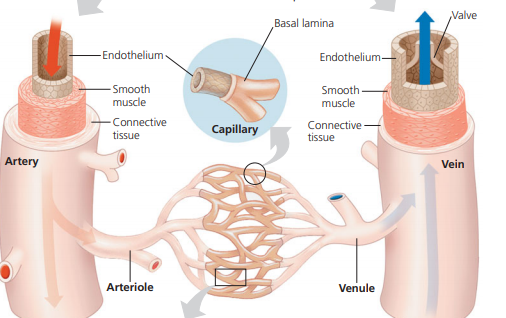 Basal lamina
Valve
Endothelium
Endothelium
Smooth
muscle
Smooth
muscle
Connective
tissue
Capillary
Connective
tissue
Artery
Vein
Arteriole
Venule